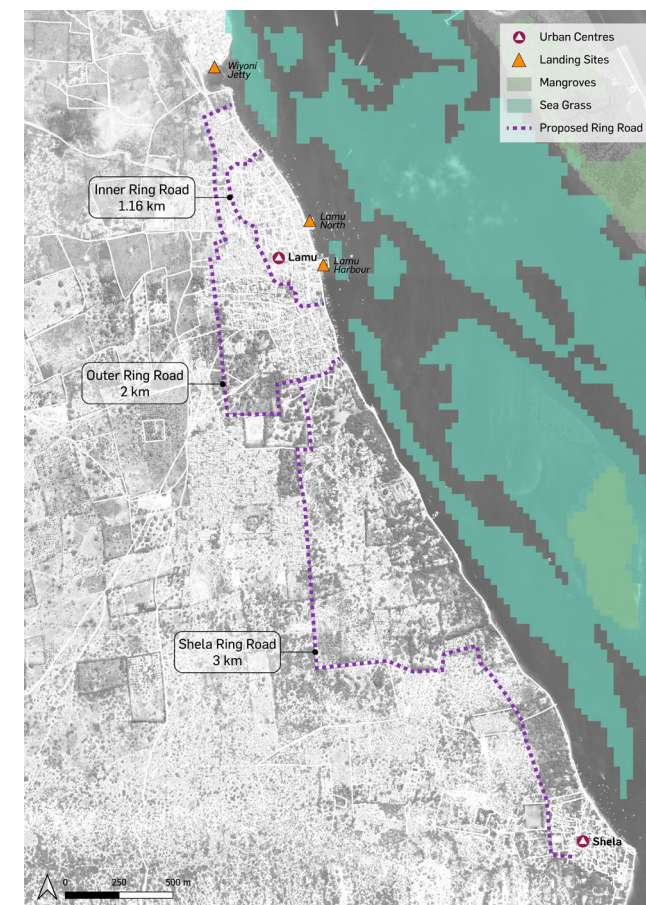 Urban Centres
Landing Sites
Mangroves
Sea Grass
Proposed Ring Road
Wiyoni
Jetty
Inner Ring Road
1.16 km
Lamu
North
Lamu
Lamu
Harbour
Outer Ring Road
2 km
Shela Ring Road
3 km
Shela
0 250 500 m